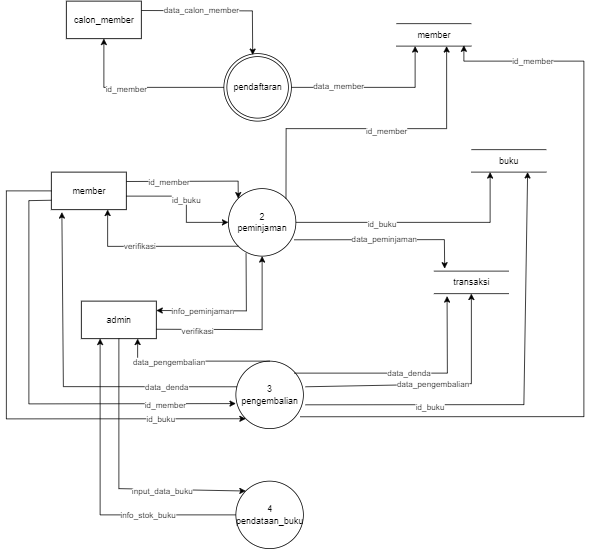 data_calon_member
calon_member
member
id_member
id_member
pendaftaran
data_member
id_member
buku
member
id_member
id_buku
2
peminjaman
id_buku
verifikasi
data_peminjaman
transaksi
info_peminjaman
admin
verifikasi
data_pengembalian
data_denda
data_denda
data_pengembalian
3
pengembalian
id_member
id_buku
id_buku
input_data_buku
4
pendataan_buku
info_stok_buku